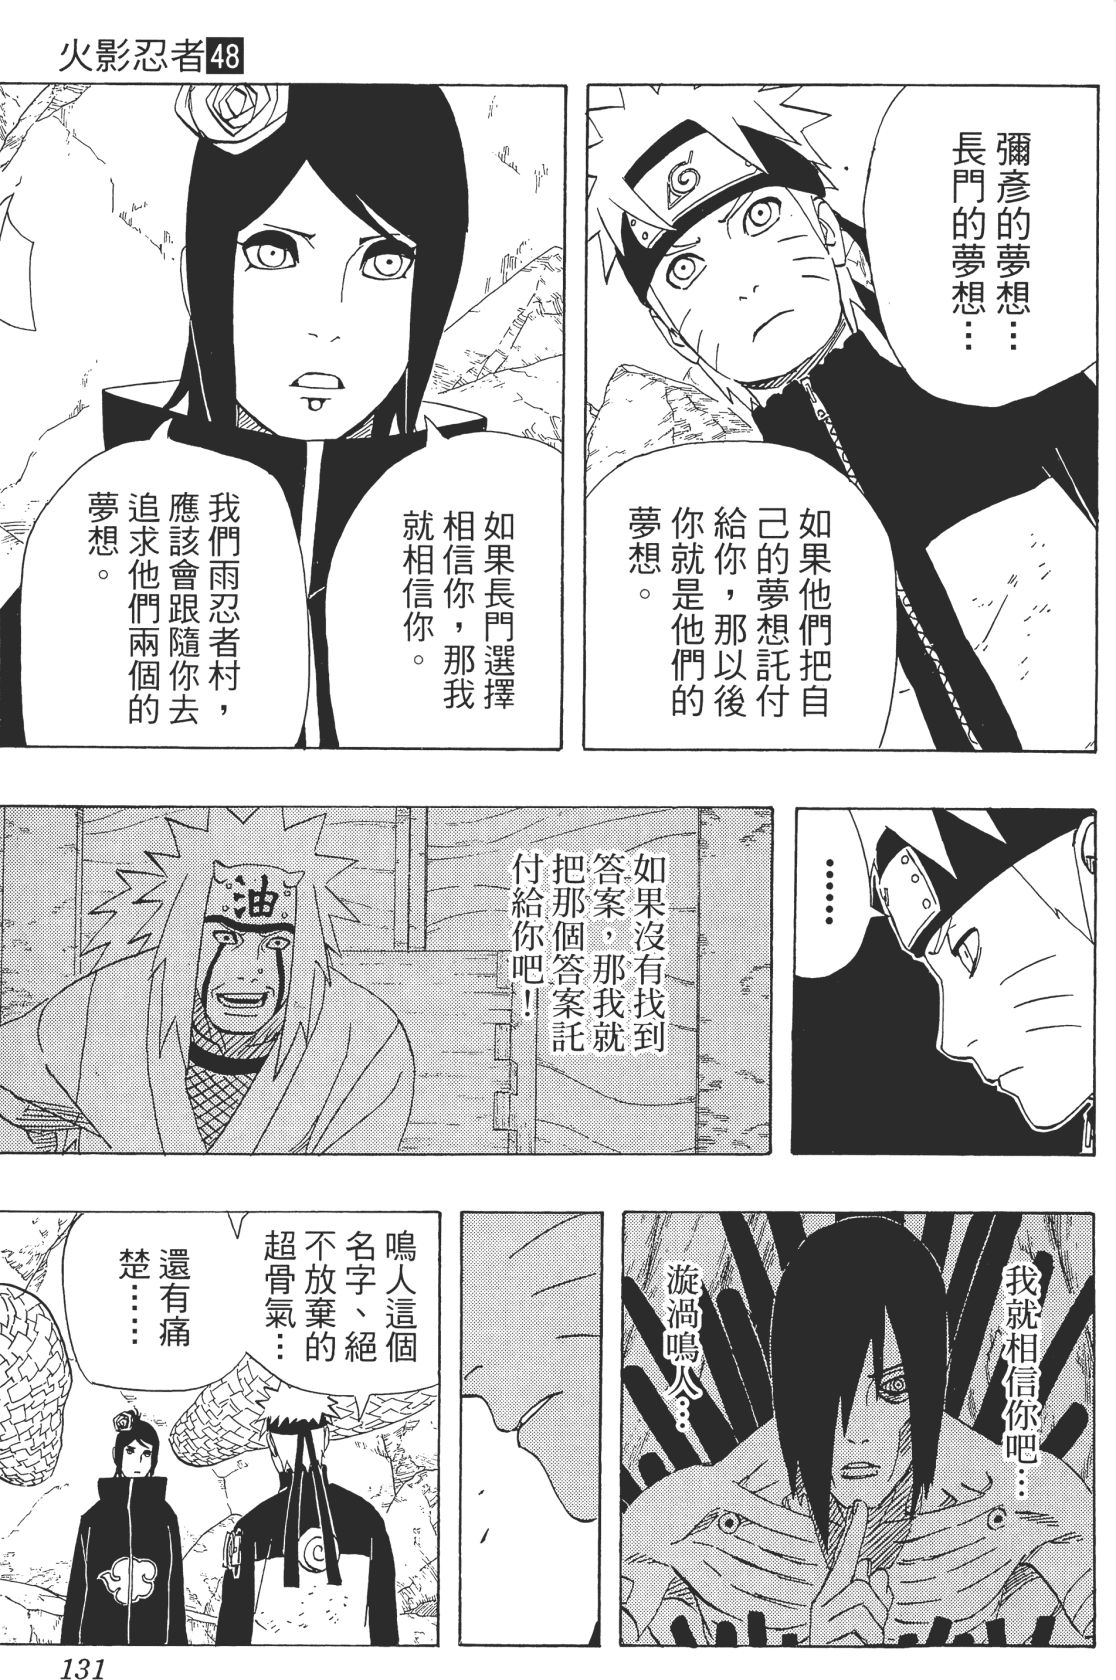 火影忍者48
彌彥的夢想…
長門的夢想…
如果他們把自
己的夢想託付
給你，那以後
你就是他們的
夢想。
如果長門選擇
相信你，那我
就相信你。
我們雨忍者村，
應該會跟隨你去
追求他們兩個的
夢想。
……
如果沒有找到
答案，那我就
把那個答案託
付給你吧！
油
我就相信你吧…
漩渦鳴人…
鳴人這個
名字、絕
不放棄的
超骨氣…
還有痛
楚……
131